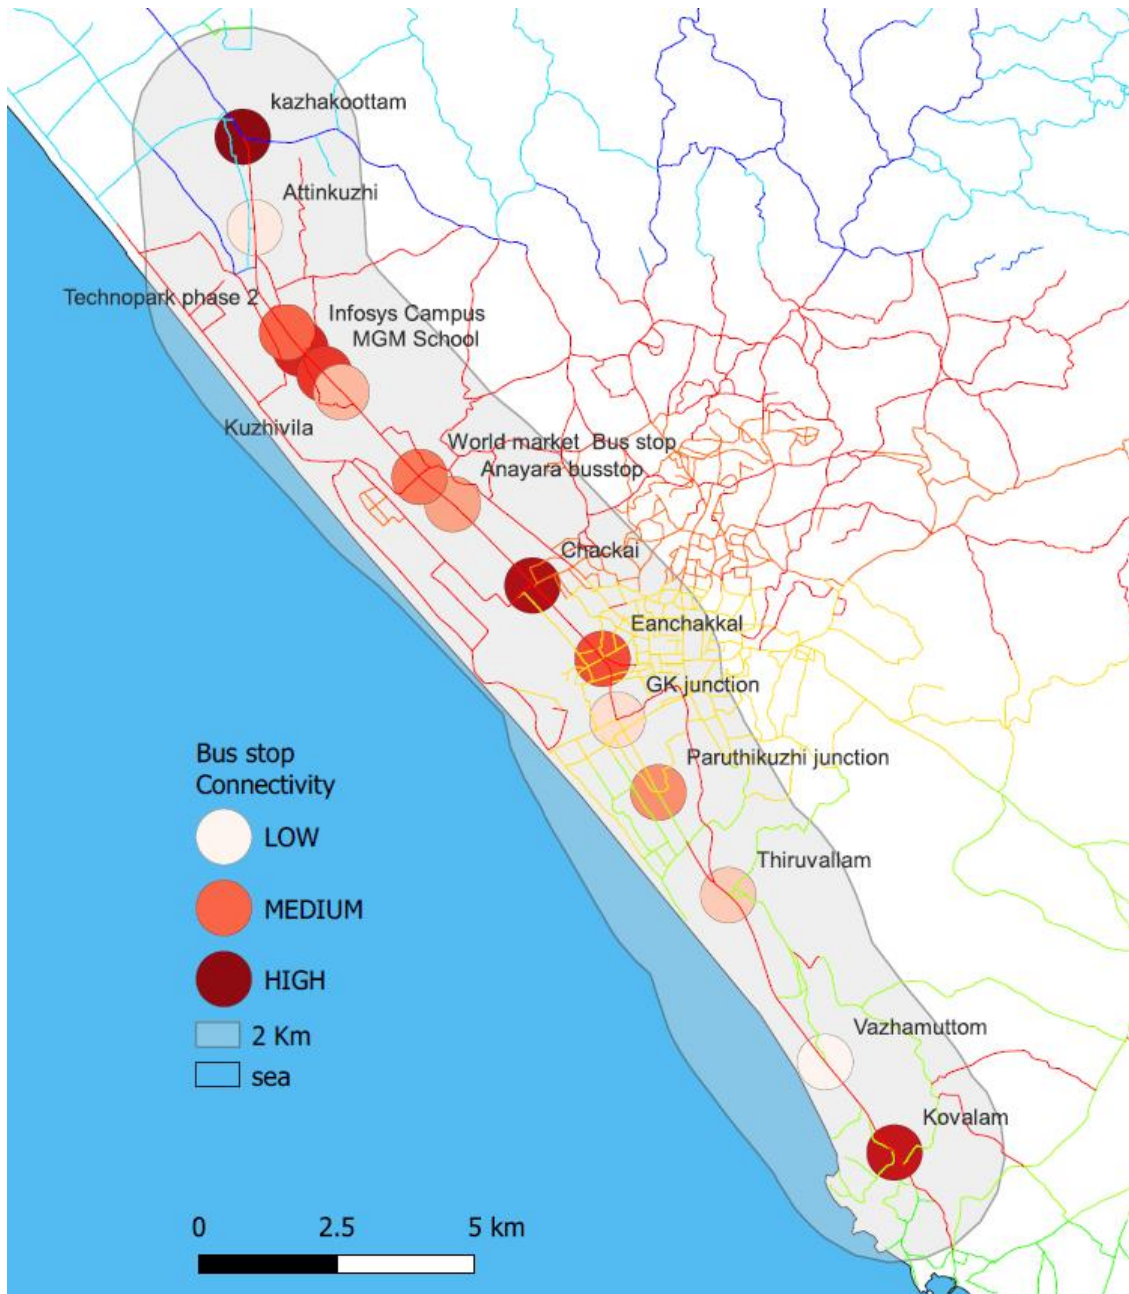 kazhakoottam
Attinkuzhi
Technopark phase 2
Infosys Campus
MGM School
Kuzhivila
World market  Bus stop
Anayara busstop
Chackai
Eanchakkal
GK junction
Paruthikuzhi junction
Thiruvallam
Vazhamuttom
Kovalam
Bus stop
Connectivity
LOW
MEDIUM
HIGH
2 Km
sea
0 2.5 5 km